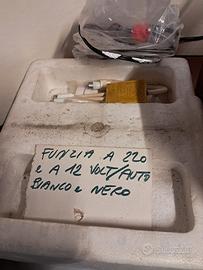 FUNZIA A 220
E A 12 VOLT/AUTO
BIANCO E NERO